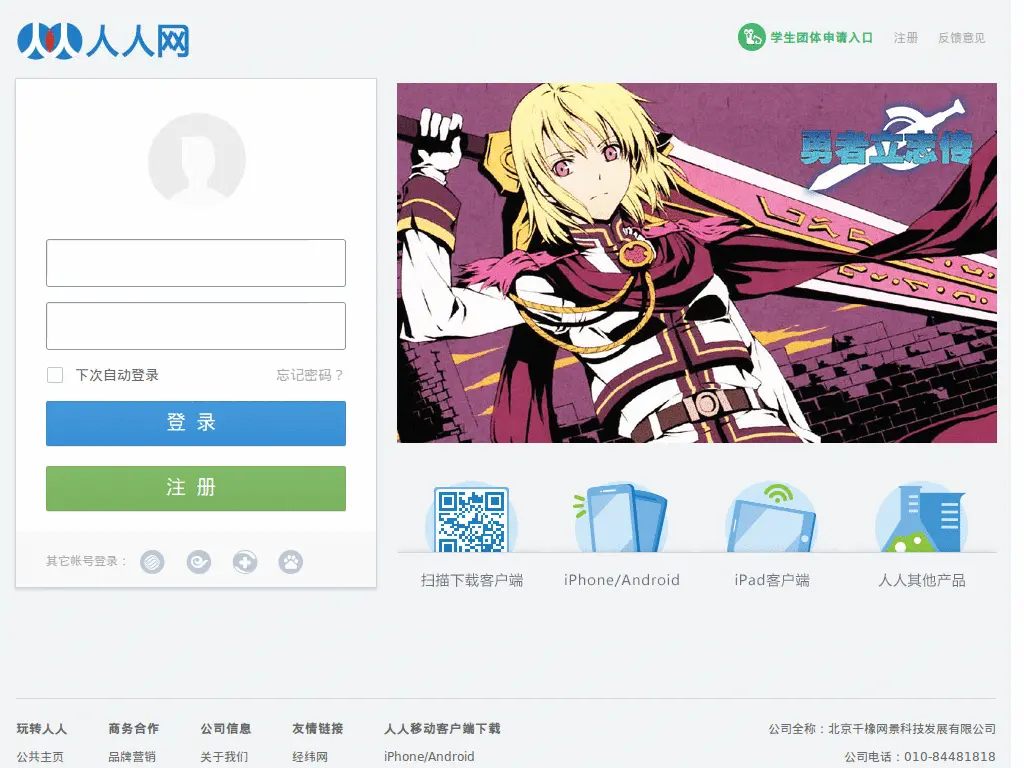 人人网
学生团体申请入口 注册 反馈意见
勇者立志传
下次自动登录 忘记密码？
登 录
注 册
其它帐号登录：
扫描下载客户端 iPhone/Android iPad客户端 人人其他产品
玩转人人 商务合作 公司信息 友情链接 人人移动客户端下载 公司全称：北京千橡网景科技发展有限公司
公共主页 品牌营销 关于我们 经纬网 iPhone/Android 公司电话：010-84481818